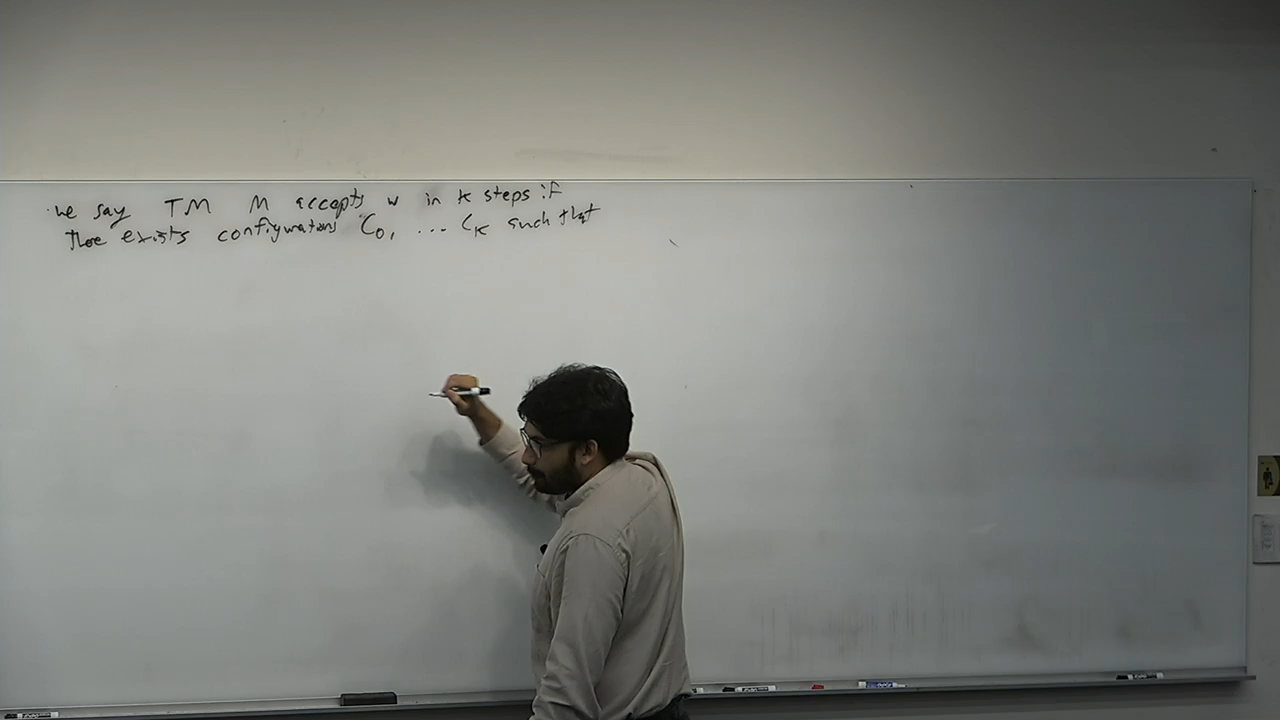 we say TM M accepts w in k steps if
there exists configurations C₀, ... Cₖ such that